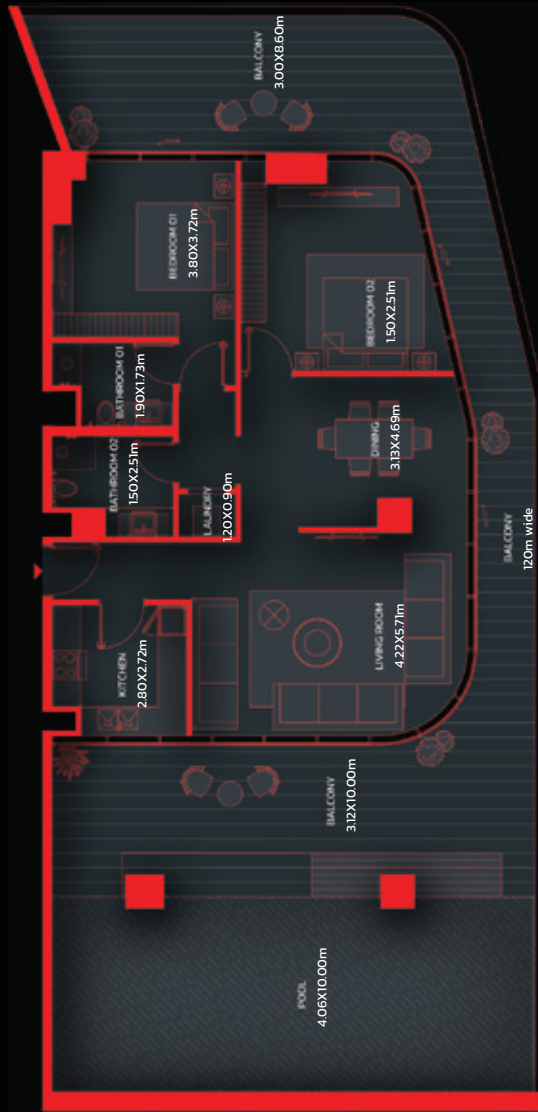 BALCONY
3.00X8.60m
BEDROOM 01
3.80X3.72m
BEDROOM 02
1.50X2.51m
BATHROOM 01
1.90X1.73m
BATHROOM 02
1.50X2.51m
LAUNDRY
1.20X0.90m
DINING
3.13X4.69m
KITCHEN
2.80X2.72m
LIVING ROOM
4.22X5.71m
BALCONY
120m wide
BALCONY
3.12X10.00m
POOL
4.06X10.00m